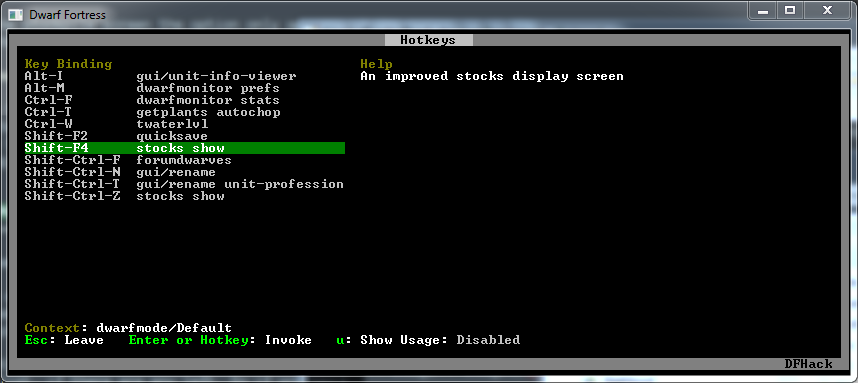 Dwarf Fortress
Hotkeys
Key Binding Help
Alt-I gui/unit-info-viewer An improved stocks display screen
Alt-M dwarfmonitor prefs
Ctrl-F dwarfmonitor stats
Ctrl-T getplants autochop
Ctrl-W twaterlvl
Shift-F2 quicksave
Shift-F4 stocks show
Shift-Ctrl-F forumdwarves
Shift-Ctrl-N gui/rename
Shift-Ctrl-T gui/rename unit-profession
Shift-Ctrl-Z stocks show
Context: dwarfmode/Default
Esc: Leave Enter or Hotkey: Invoke u: Show Usage: Disabled
DFHack